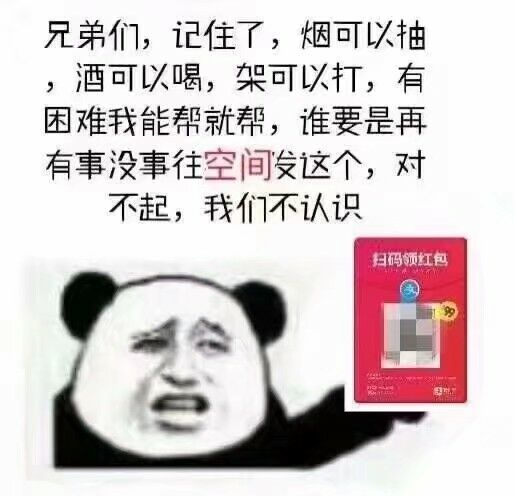 兄弟们，记住了，烟可以抽
，酒可以喝，架可以打，有
困难我能帮就帮，谁要是再
有事没事往空间发这个，对
不起，我们不认识
扫码领红包
支
99